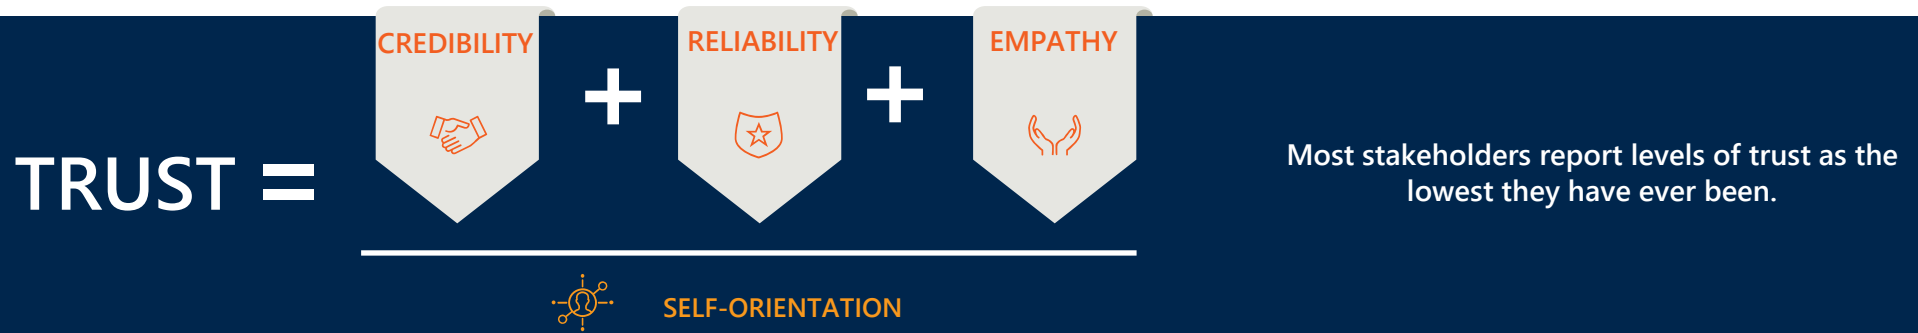 CREDIBILITY + RELIABILITY + EMPATHY
TRUST =
SELF-ORIENTATION
Most stakeholders report levels of trust as the
lowest they have ever been.